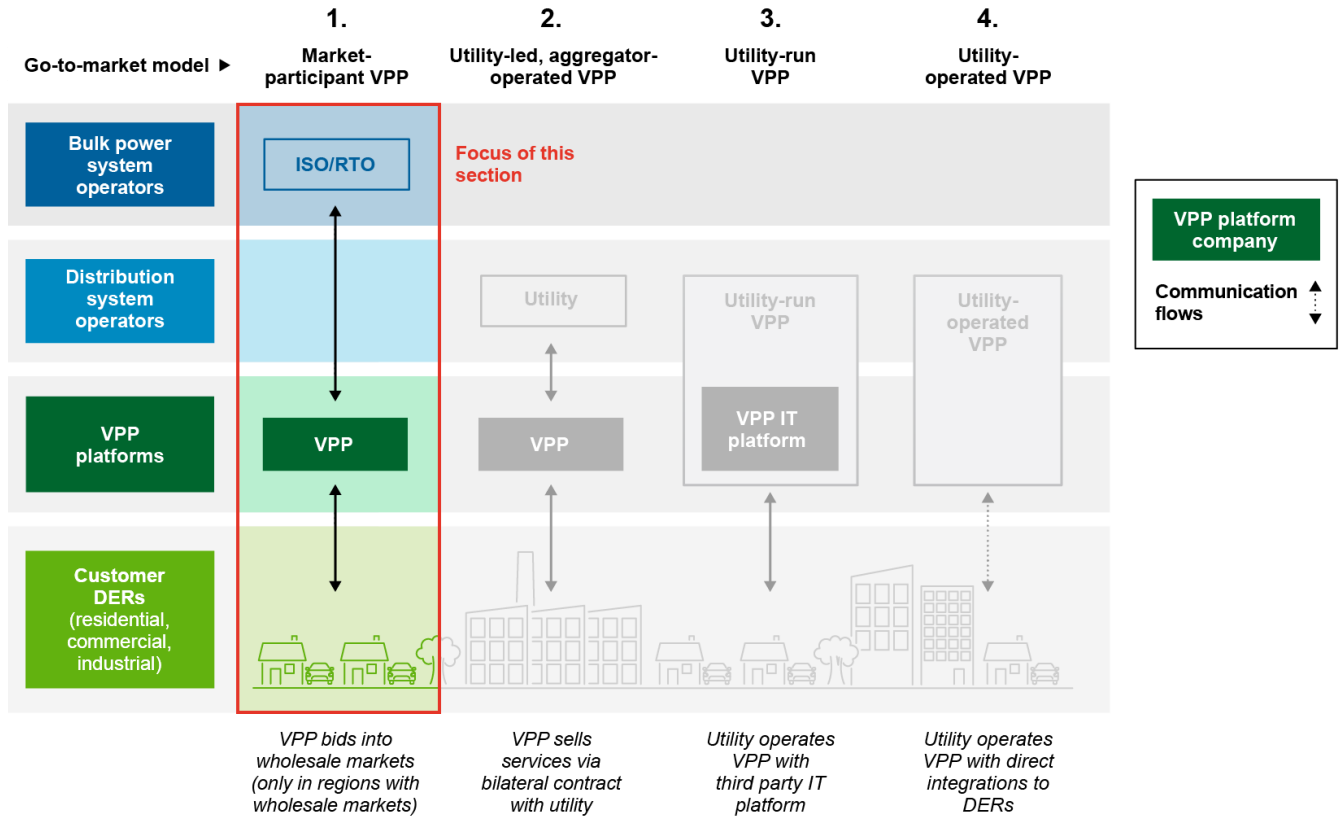 1.
2.
3.
4.
Go-to-market model ►
Market-
participant VPP
Utility-led, aggregator-
operated VPP
Utility-run
VPP
Utility-
operated VPP
Bulk power
system
operators
ISO/RTO
Focus of this
section
VPP platform
company
Communication
flows
Distribution
system
operators
Utility
Utility-run
VPP
Utility-
operated
VPP
VPP
platforms
VPP
VPP
VPP IT
platform
Customer
DERs
(residential,
commercial,
industrial)
VPP bids into
wholesale markets
(only in regions with
wholesale markets)
VPP sells
services via
bilateral contract
with utility
Utility operates
VPP with
third party IT
platform
Utility operates
VPP with direct
integrations to
DERs